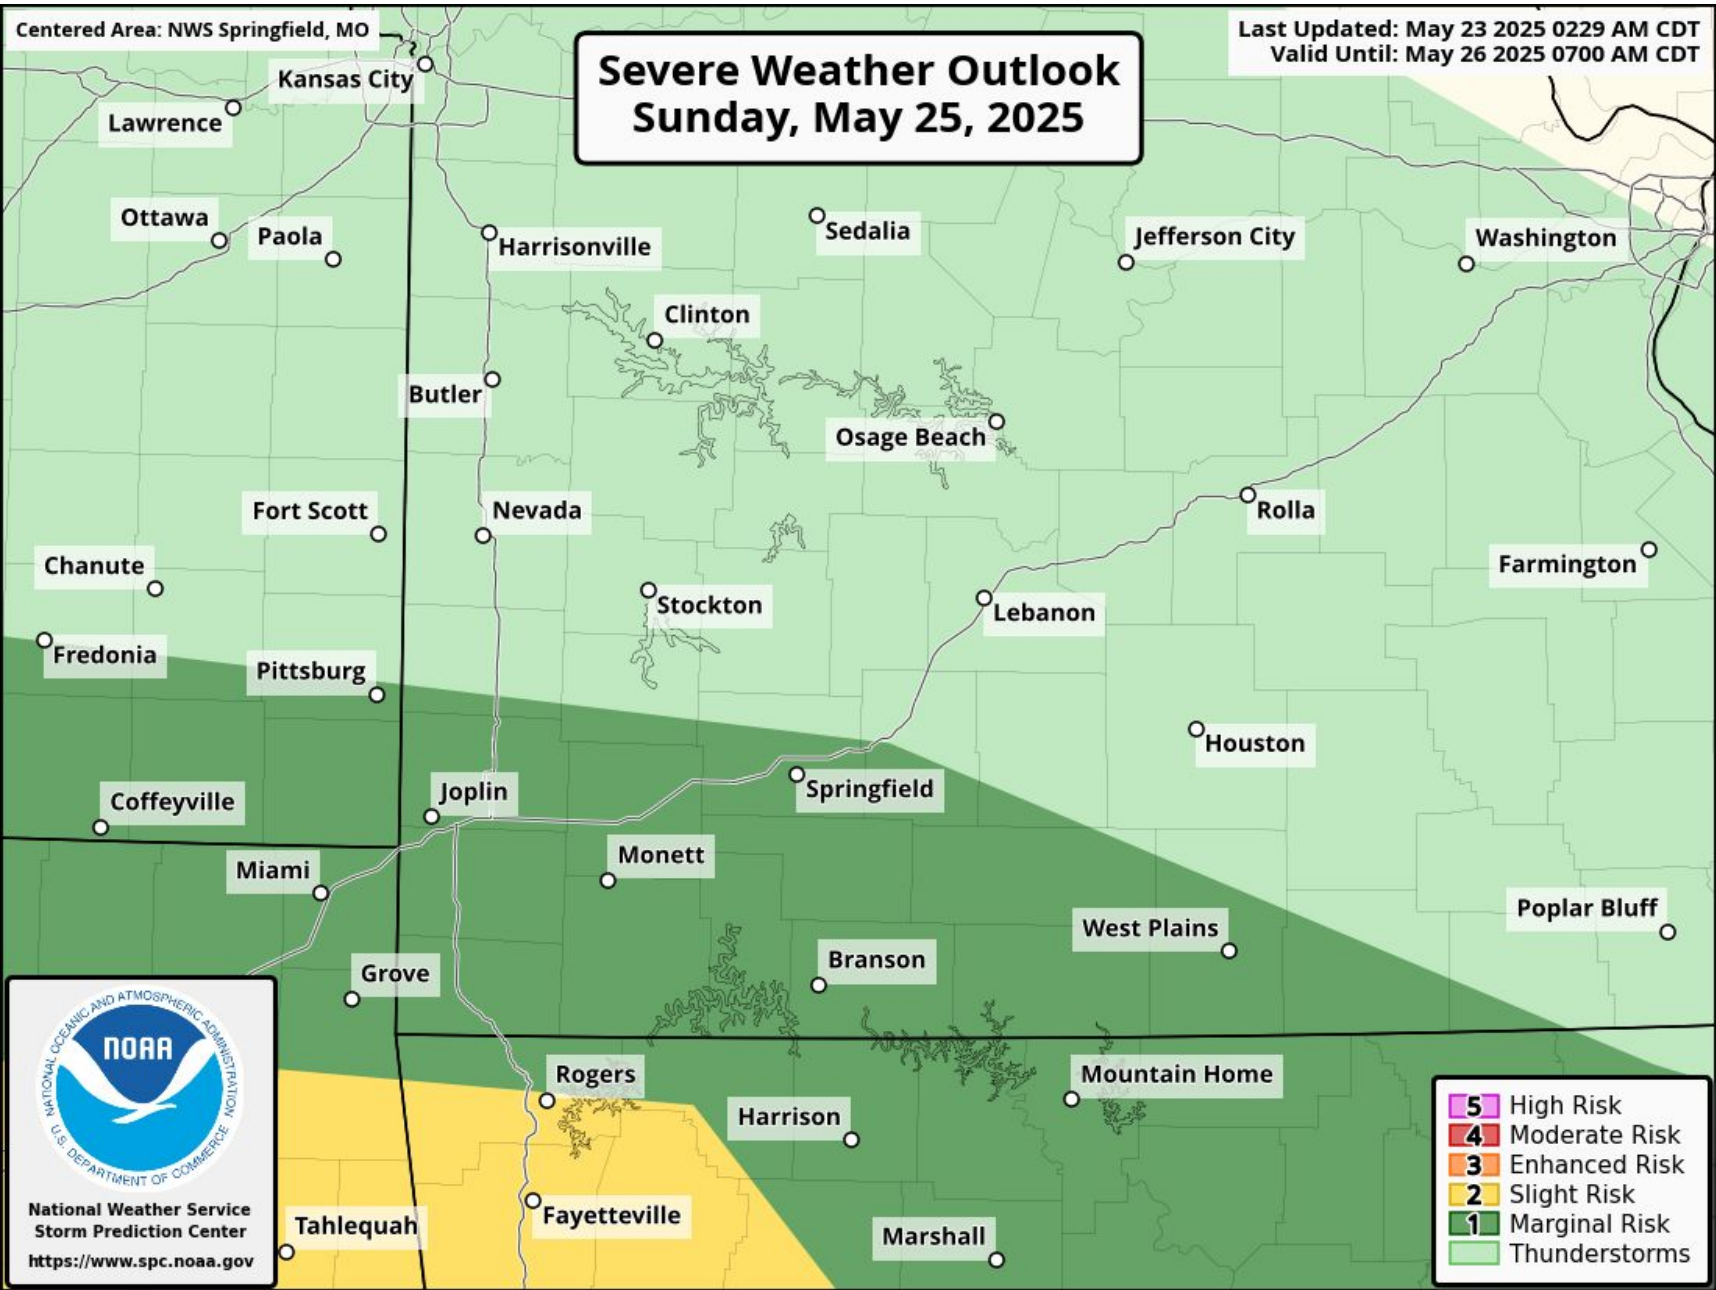 Centered Area: NWS Springfield, MO
Last Updated: May 23 2025 0229 AM CDT
Valid Until: May 26 2025 0700 AM CDT
Severe Weather Outlook
Sunday, May 25, 2025
Kansas City
Lawrence
Ottawa
Paola
Harrisonville
Sedalia
Jefferson City
Washington
Clinton
Butler
Osage Beach
Fort Scott
Nevada
Rolla
Chanute
Farmington
Stockton
Lebanon
Fredonia
Pittsburg
Houston
Coffeyville
Joplin
Springfield
Miami
Monett
Poplar Bluff
West Plains
Grove
Branson
Rogers
Mountain Home
Harrison
Fayetteville
Tahlequah
Marshall
NATIONAL OCEANIC AND ATMOSPHERIC ADMINISTRATION
NOAA
U.S. DEPARTMENT OF COMMERCE
National Weather Service
Storm Prediction Center
https://www.spc.noaa.gov
5 High Risk
4 Moderate Risk
3 Enhanced Risk
2 Slight Risk
1 Marginal Risk
Thunderstorms